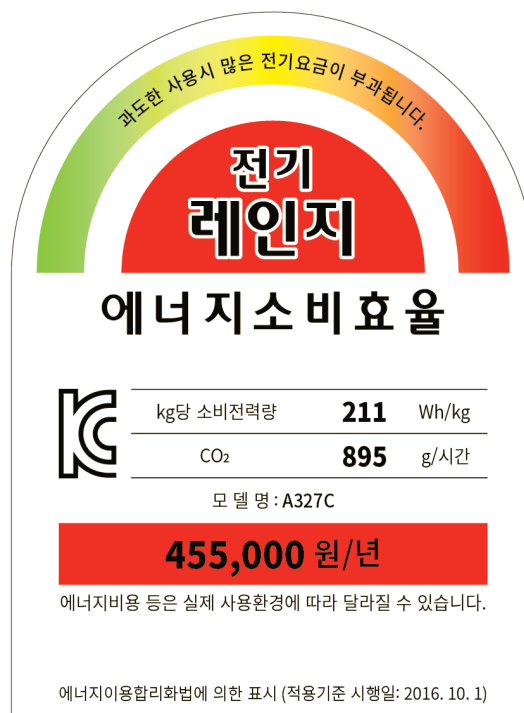 과도한 사용시 많은 전기요금이 부과됩니다.
전기
레인지
에너지소비효율
KC
kg당 소비전력량 211 Wh/kg
CO₂ 895 g/시간
모델명 : A327C
455,000 원/년
에너지비용 등은 실제 사용환경에 따라 달라질 수 있습니다.
에너지이용합리화법에 의한 표시 (적용기준 시행일: 2016. 10. 1)